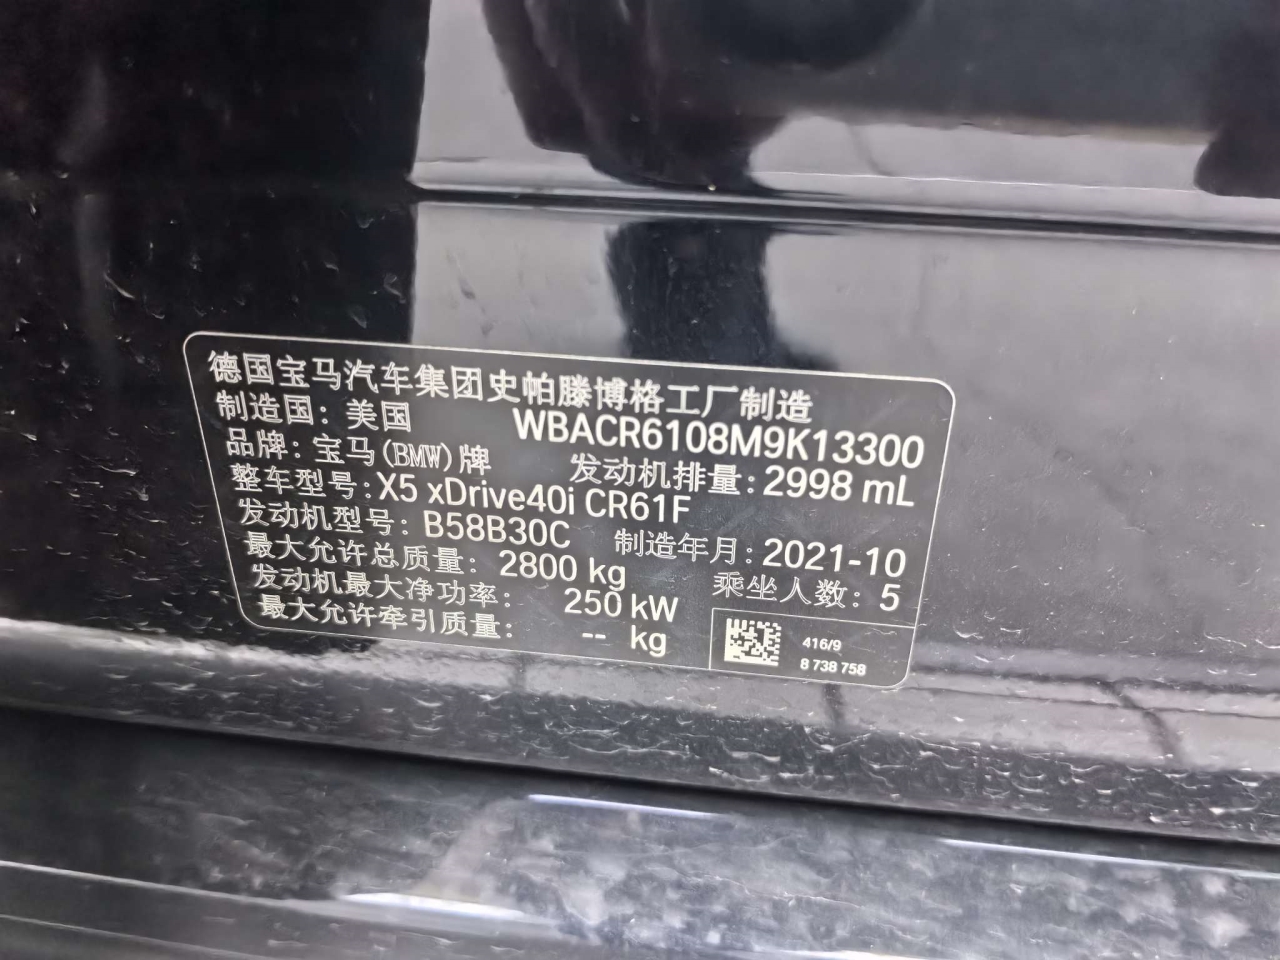 德国宝马汽车集团史帕滕博格工厂制造
制造国: 美国 WBACR6108M9K13300
品牌: 宝马(BMW)牌 发动机排量: 2998 mL
整车型号: X5 xDrive40i CR61F
发动机型号: B58B30C 制造年月: 2021-10
最大允许总质量: 2800 kg 乘坐人数: 5
发动机最大净功率: 250 kW
最大允许牵引质量: -- kg
416/9
8 738 758